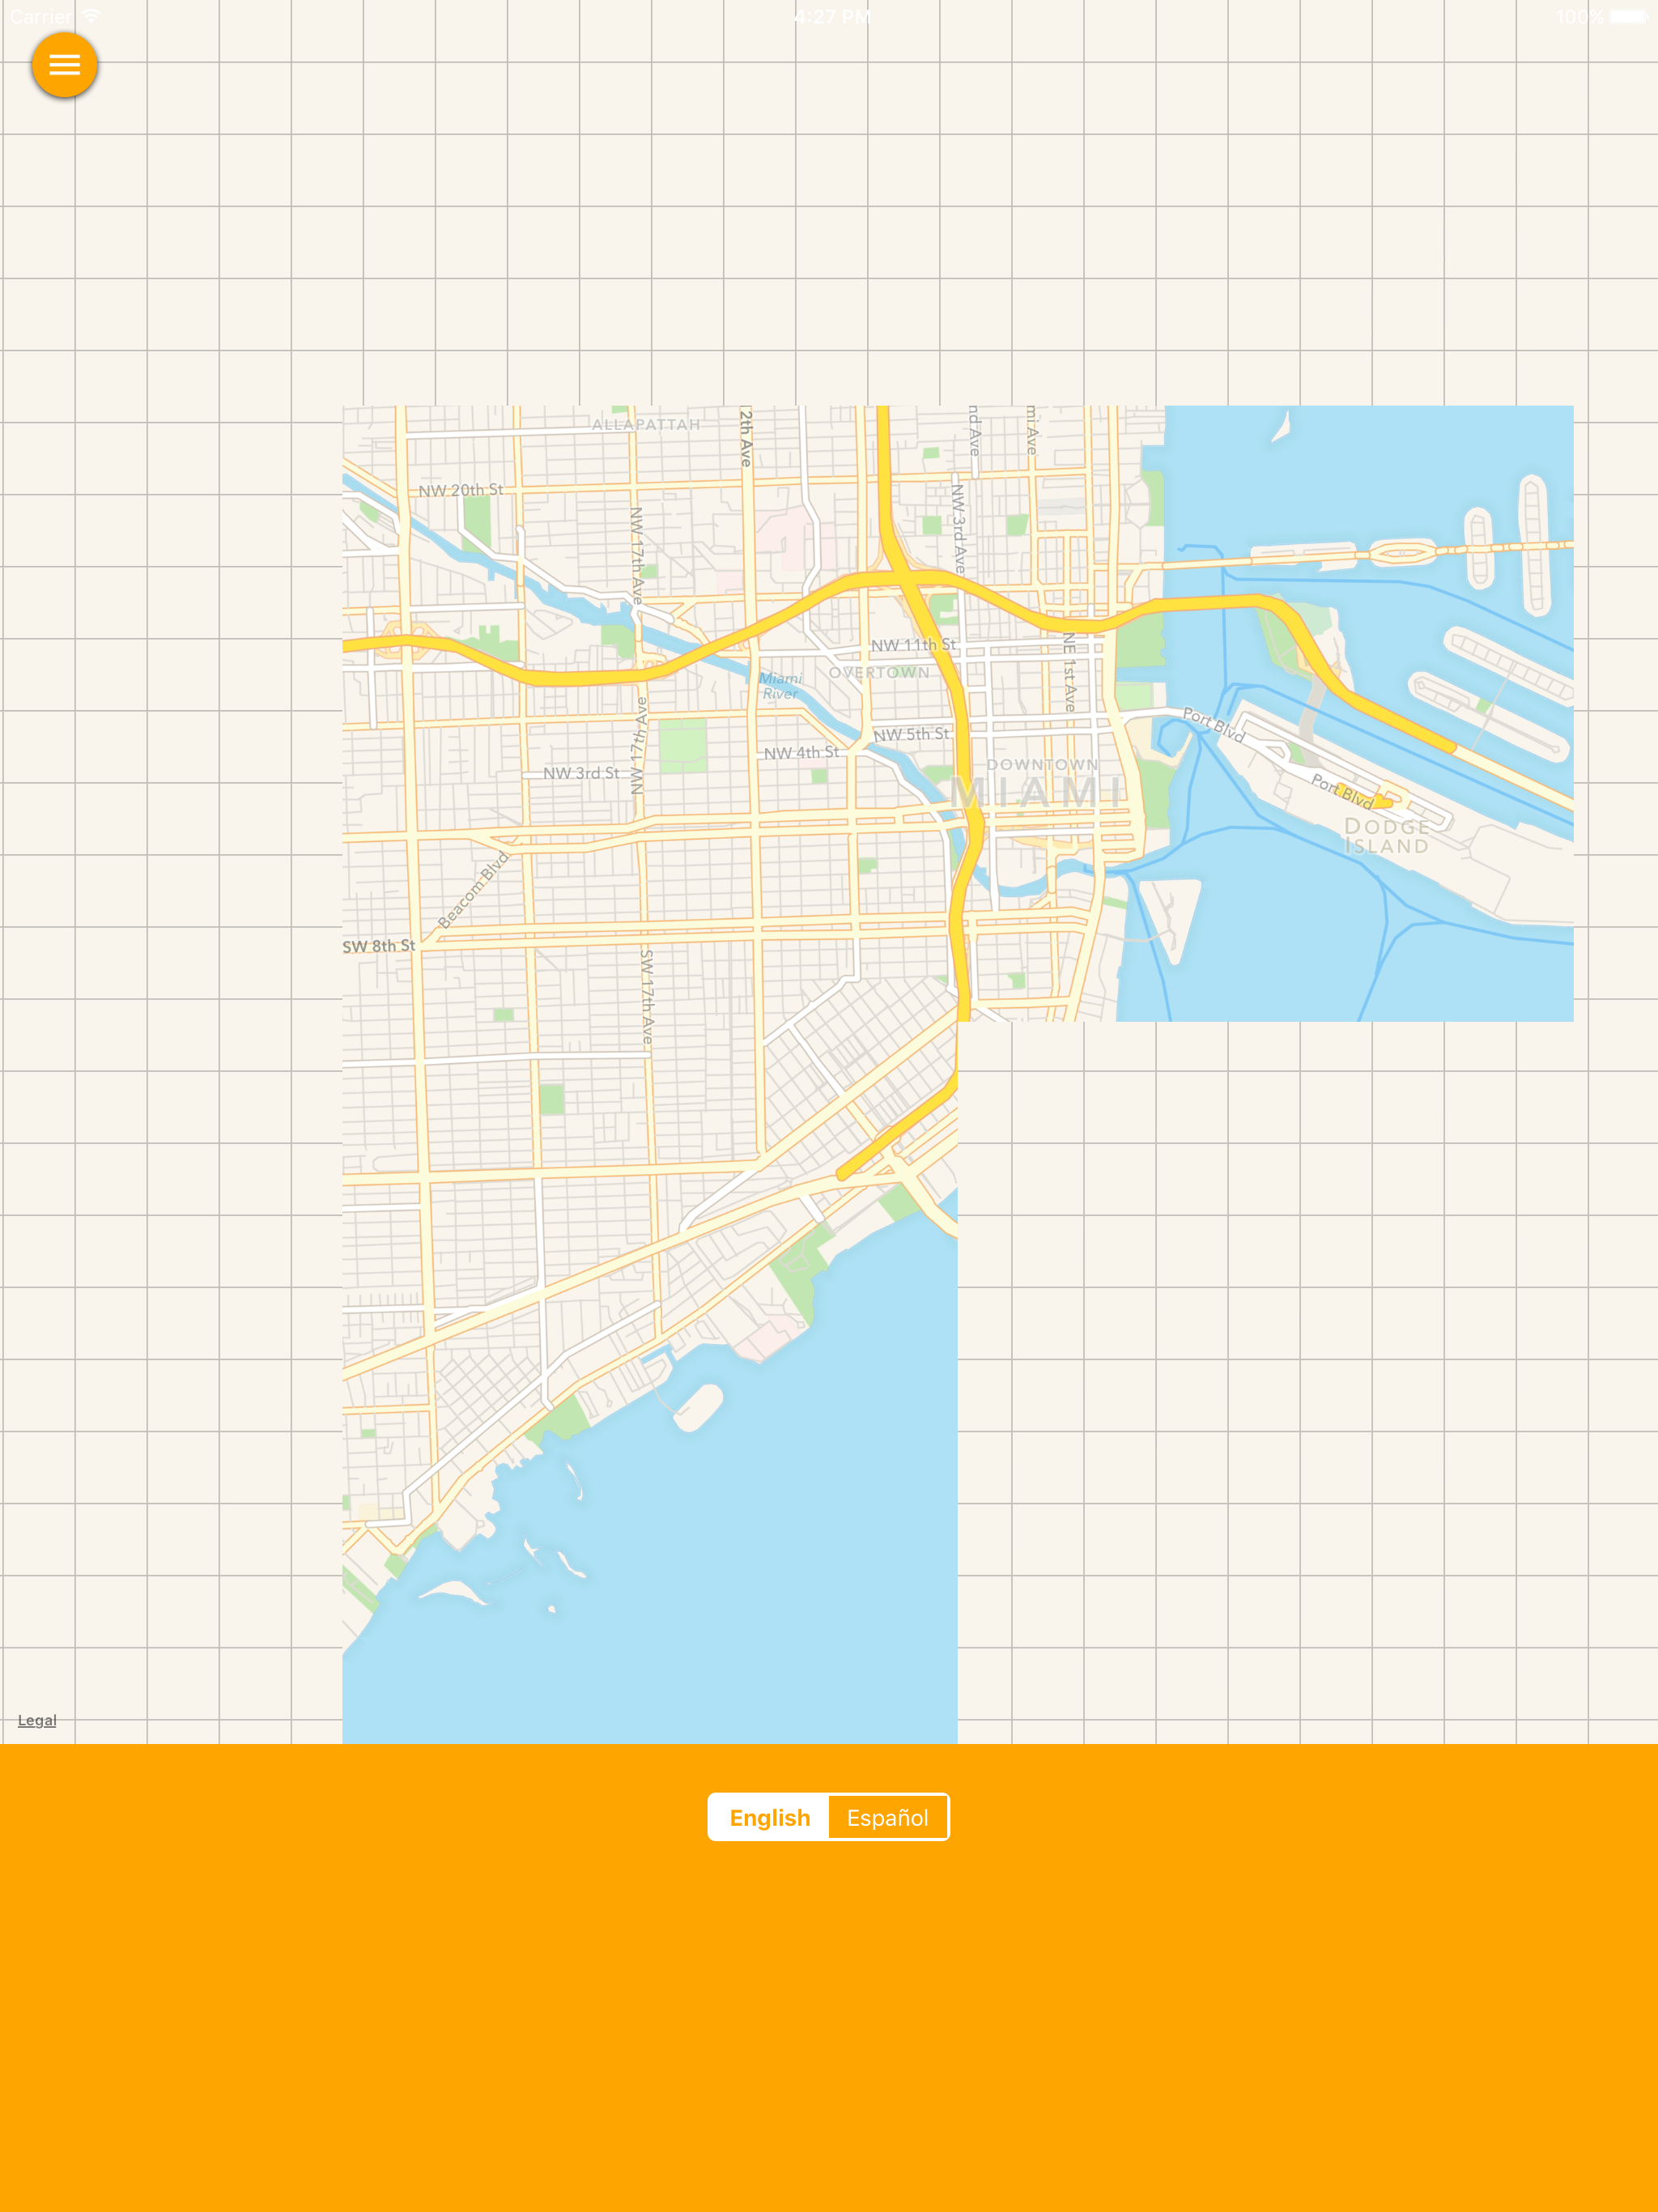 Carrier 4:27 PM 100%
ALLAPATTAH
2th Ave
nd Ave
mi Ave
NW 20th St
NW 17th Ave
NW 3rd Ave
NW 11th St
OVERTOWN
NE 1st Ave
Miami
River
NW 17th Ave
Port Blvd
NW 5th St
NW 4th St
NW 3rd St
DOWNTOWN
MIAMI
Port Blvd
DODGE
ISLAND
Beacom Blvd
SW 8th St
SW 17th Ave
Legal
English Español